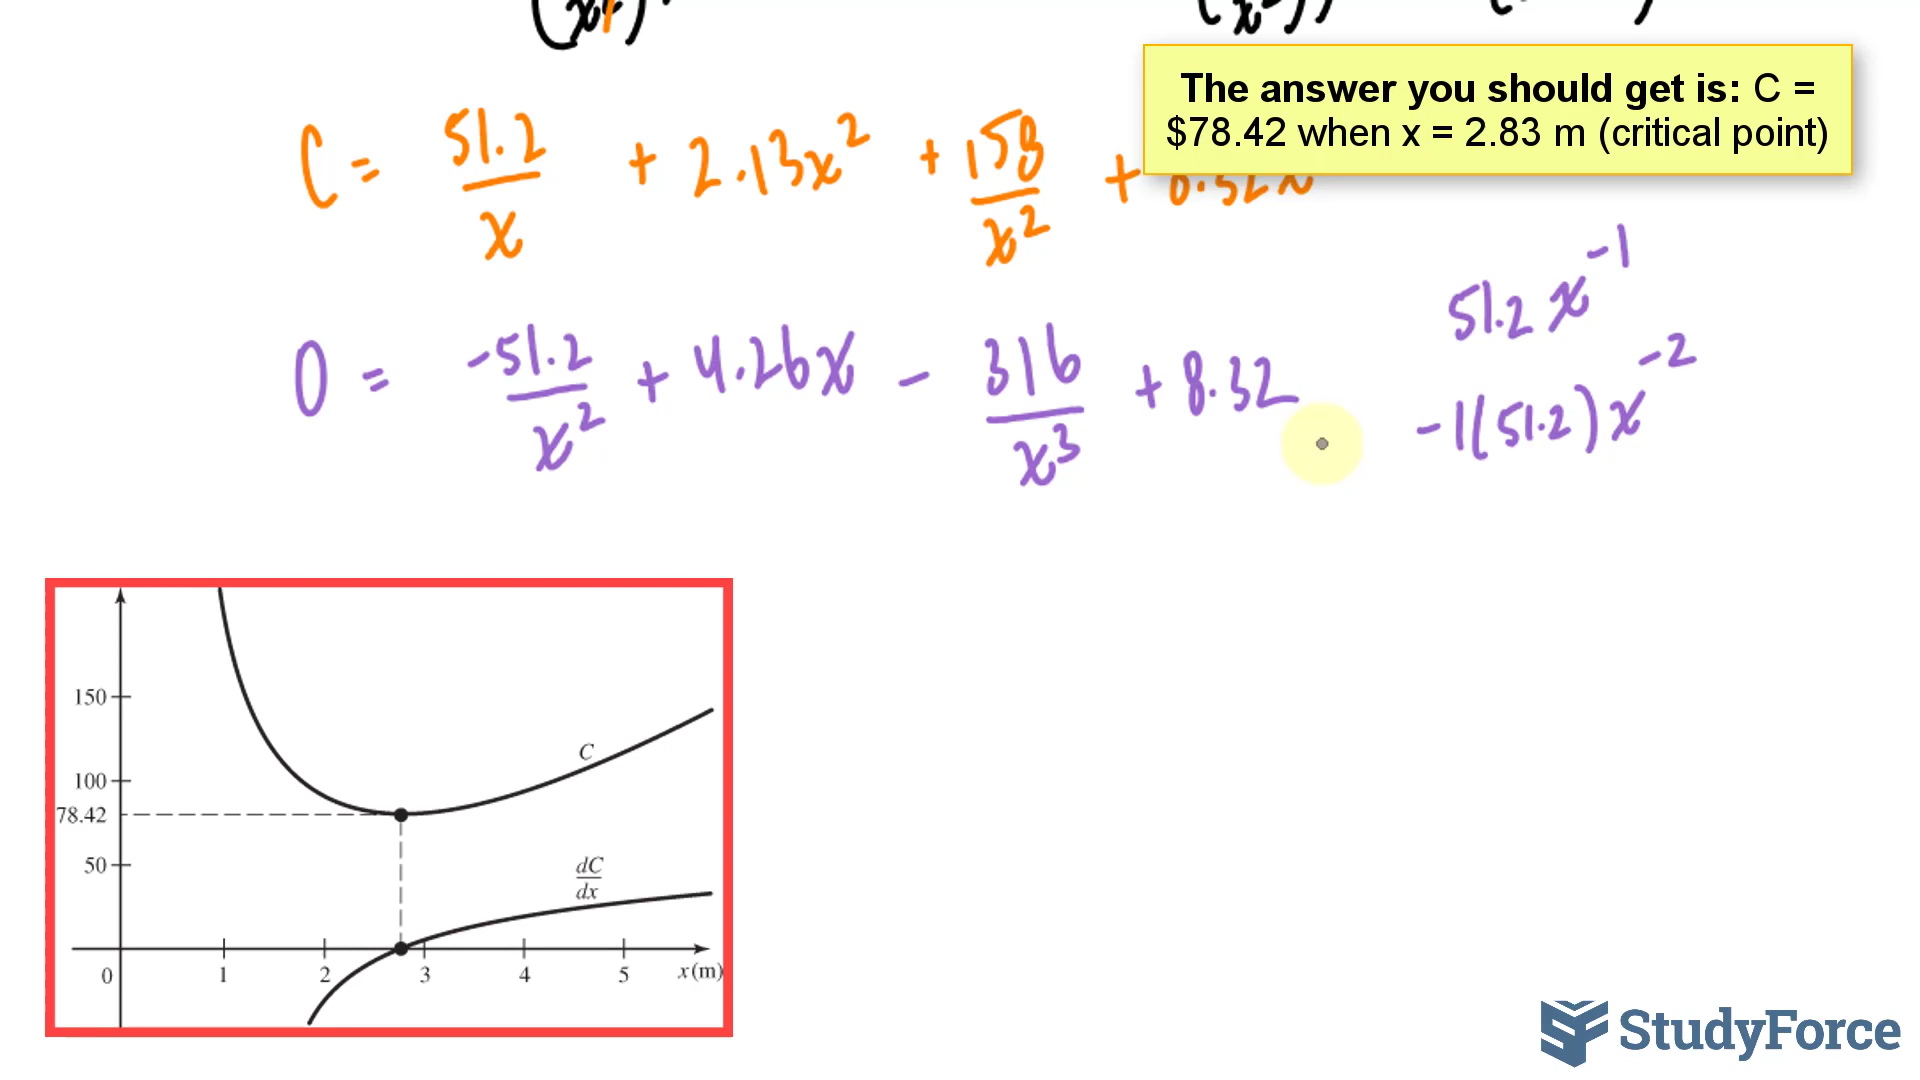 The answer you should get is: C =
$78.42 when x = 2.83 m (critical point)
C = 51.2/x + 2.13x² + 158/x² +
51.2x⁻¹
0 = -51.2/x² + 4.26x - 316/x³ + 8.32
-1(51.2)x⁻²
150
C
100
78.42
50
dC/dx
0 1 2 3 4 5 x(m)
StudyForce